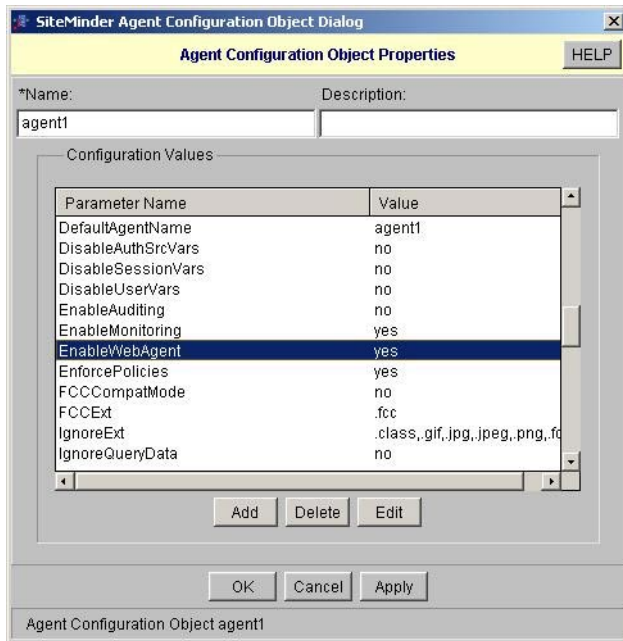 SiteMinder Agent Configuration Object Dialog
Agent Configuration Object Properties
HELP
*Name:
Description:
agent1
Configuration Values
Parameter Name Value
DefaultAgentName agent1
DisableAuthSrcVars no
DisableSessionVars no
DisableUserVars no
EnableAuditing no
EnableMonitoring yes
EnableWebAgent yes
EnforcePolicies yes
FCCCompatMode no
FCCExt .fcc
IgnoreExt .class,.gif,.jpg,.jpeg,.png,.fc
IgnoreQueryData no
Add Delete Edit
OK Cancel Apply
Agent Configuration Object agent1